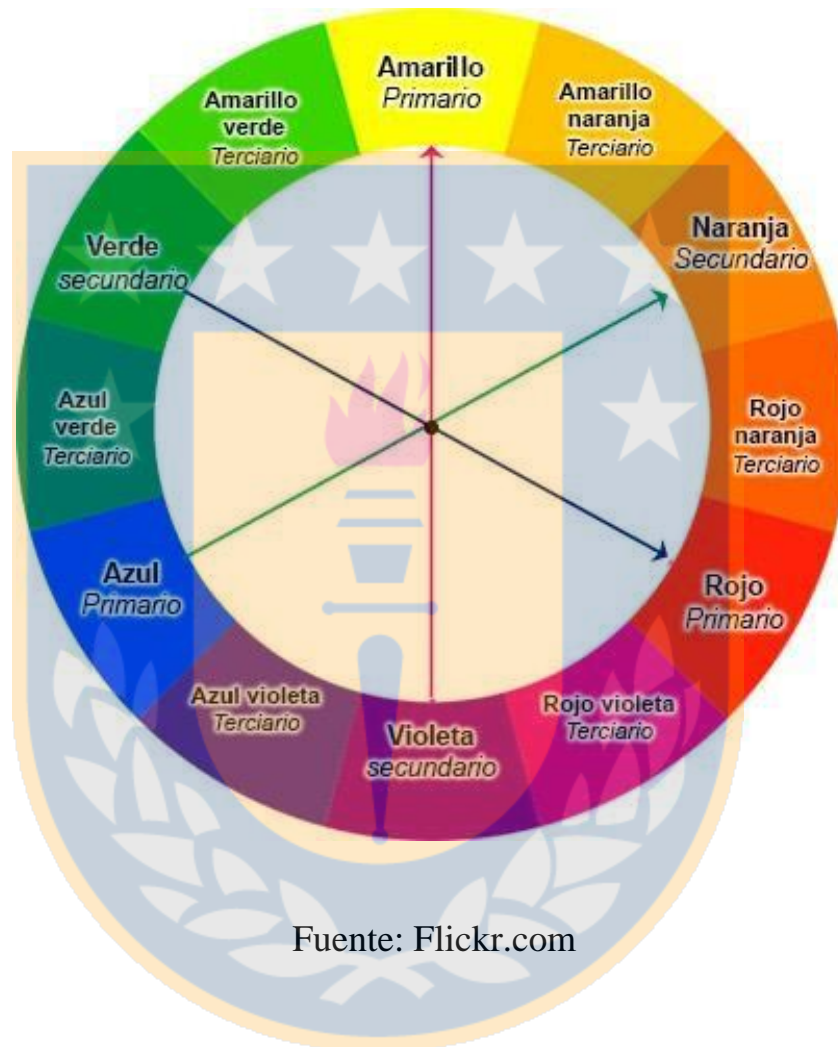 Amarillo
Primario
Amarillo
naranja
Terciario
Naranja
Secundario
Rojo
naranja
Terciario
Rojo
Primario
Rojo violeta
Terciario
Violeta
secundario
Azul violeta
Terciario
Azul
Primario
Azul
verde
Terciario
Verde
secundario
Amarillo
verde
Terciario
Fuente: Flickr.com